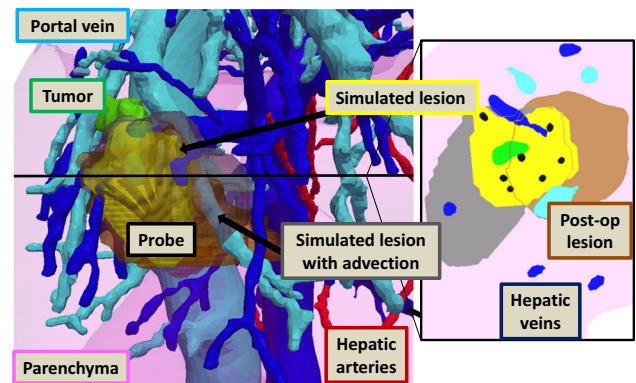 Portal vein
Tumor
Simulated lesion
Probe
Simulated lesion
with advection
Post-op
lesion
Hepatic
veins
Hepatic
arteries
Parenchyma